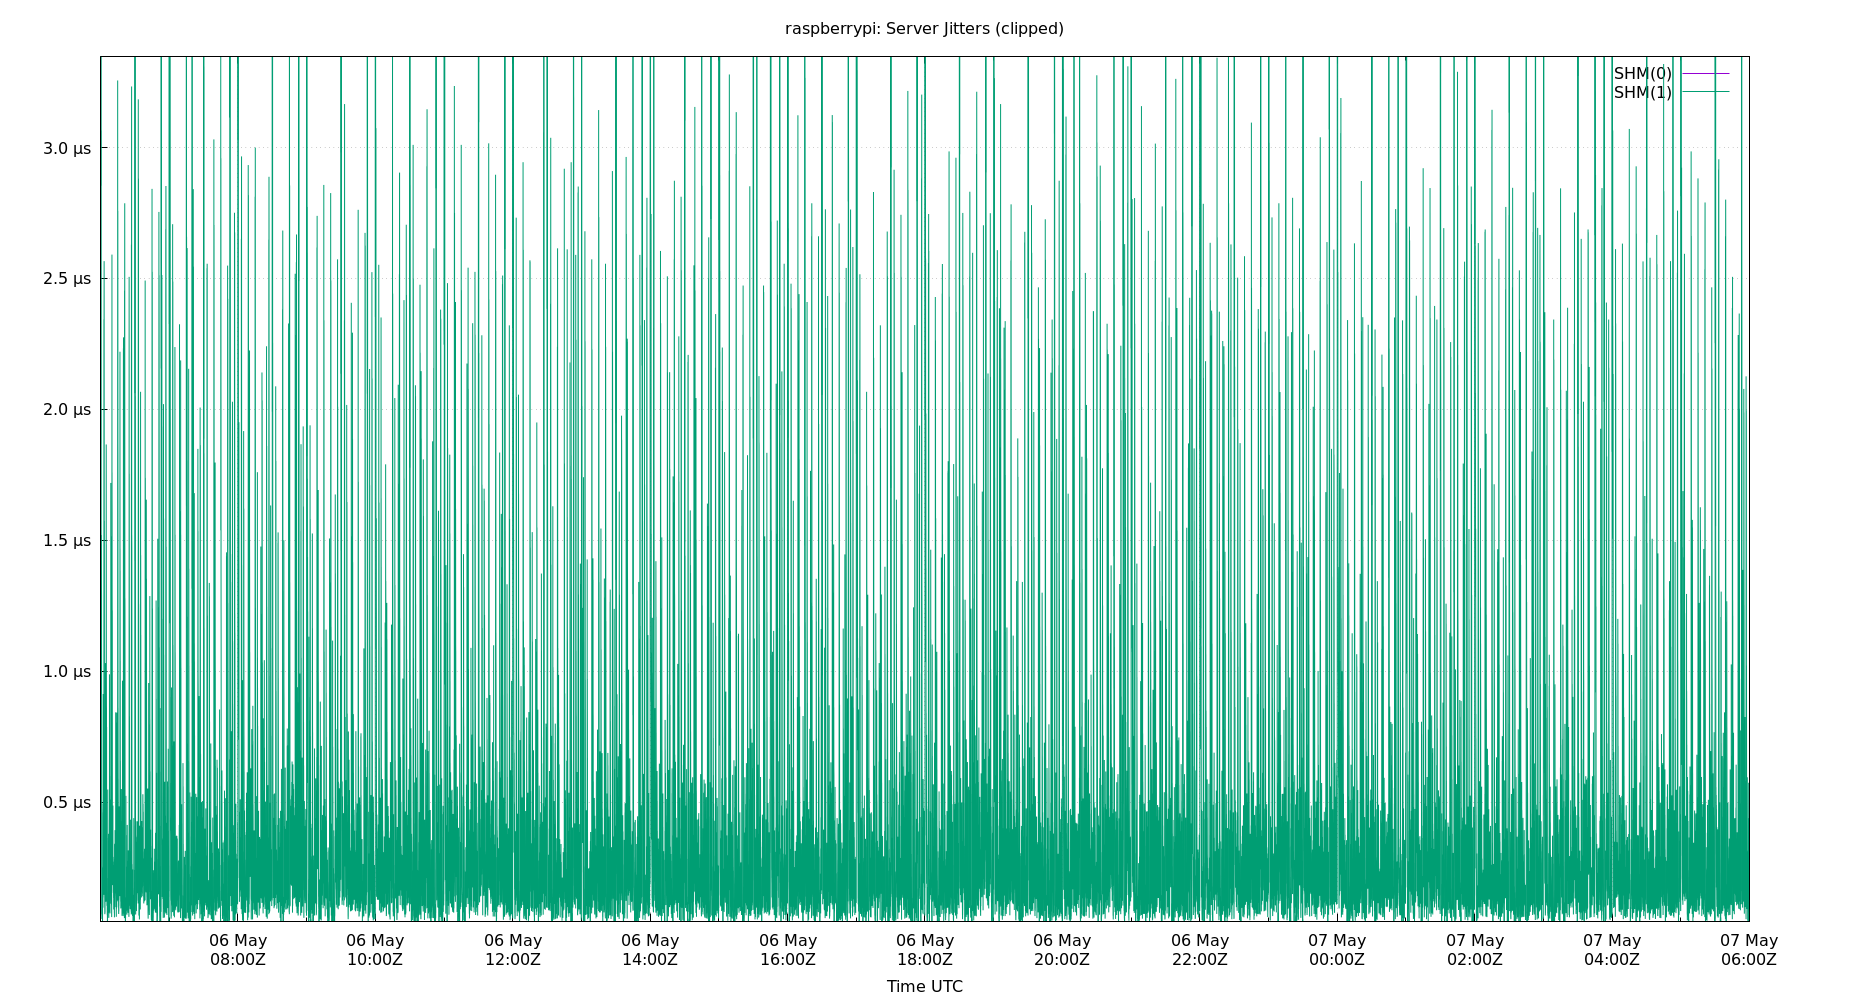 raspberrypi: Server Jitters (clipped)
SHM(0)
SHM(1)
3.0 µs
2.5 µs
2.0 µs
1.5 µs
1.0 µs
0.5 µs
06 May 06 May 06 May 06 May 06 May 06 May 06 May 06 May 07 May 07 May 07 May 07 May
08:00Z 10:00Z 12:00Z 14:00Z 16:00Z 18:00Z 20:00Z 22:00Z 00:00Z 02:00Z 04:00Z 06:00Z
Time UTC